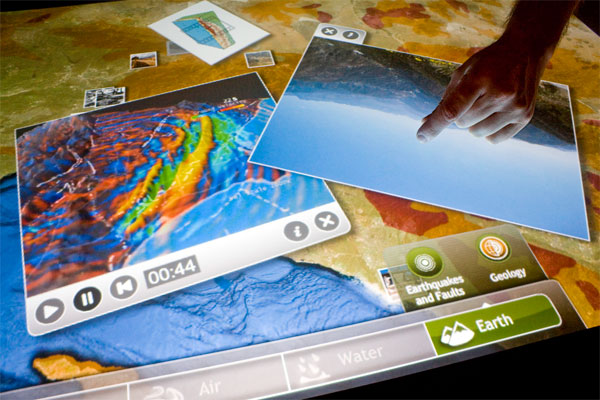 00:44
Earthquakes
and Faults
Geology
Air
Water
Earth